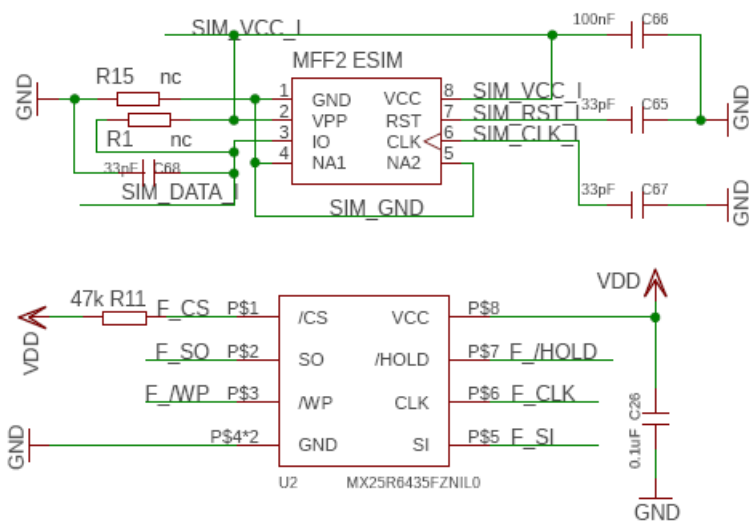 SIM_VCC_I
100nF C66
MFF2 ESIM
GND R15 nc 1 GND VCC 8 SIM_VCC_I
2 VPP RST 7 SIM_RST_I 33pF C65 GND
R1 nc 3 IO CLK 6 SIM_CLK_I
4 NA1 NA2 5
33pF C68
SIM_DATA_I
SIM_GND
33pF C67 GND
VDD
47k R11 F_CS P$1 /CS VCC P$8
VDD
F_SO P$2 SO /HOLD P$7 F_/HOLD
F_/WP P$3 /WP CLK P$6 F_CLK
GND P$4*2 GND SI P$5 F_SI
0.1uF C26
U2 MX25R6435FZNIL0
GND